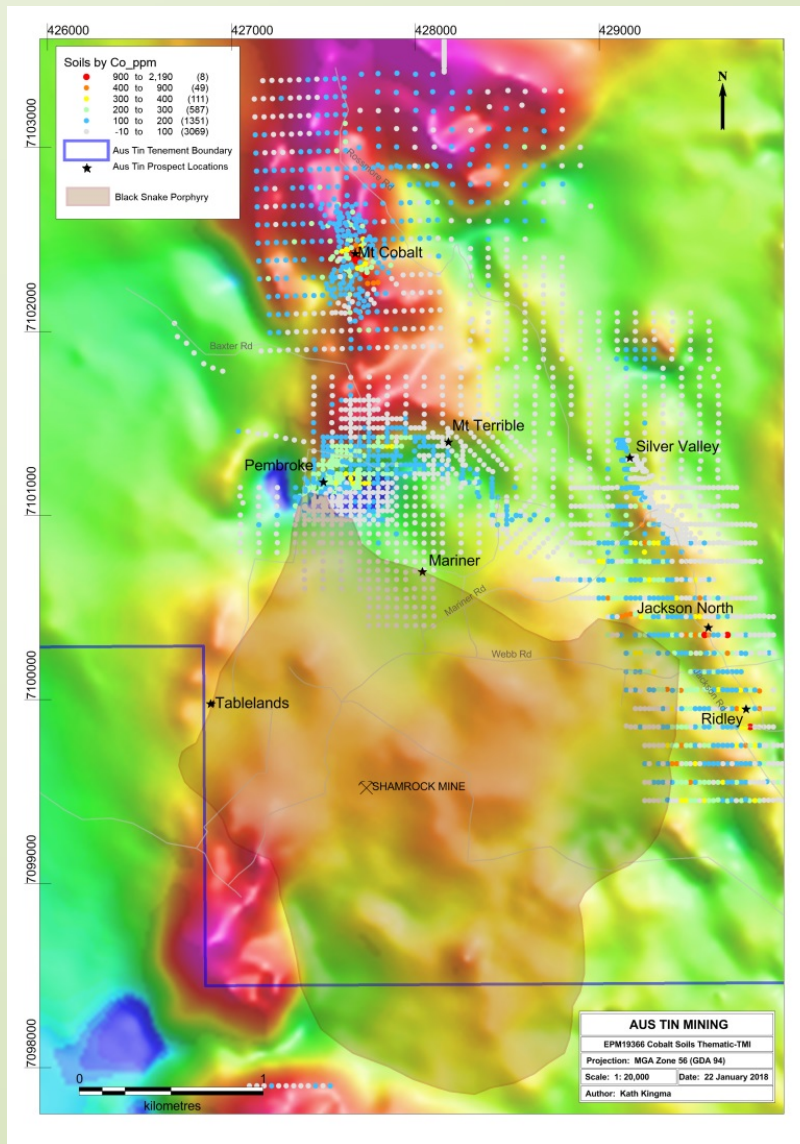 426000
427000
428000
429000
Soils by Co_ppm
900 to 2,190 (8)
400 to 900 (49)
300 to 400 (111)
200 to 300 (587)
100 to 200 (1351)
-10 to 100 (3069)
Aus Tin Tenement Boundary
Aus Tin Prospect Locations
Black Snake Porphyry
N
7103000
Rossmore Rd
Mt Cobalt
7102000
Baxter Rd
Mt Terrible
Silver Valley
Pembroke
7101000
Mariner
Mariner Rd
Jackson North
Webb Rd
7100000
Jackson Rd
Tablelands
Ridley
SHAMROCK MINE
7099000
7098000
0
1
kilometres
AUS TIN MINING
EPM19366 Cobalt Soils Thematic-TMI
Projection: MGA Zone 56 (GDA 94)
Scale: 1: 20,000
Date: 22 January 2018
Author: Kath Kingma